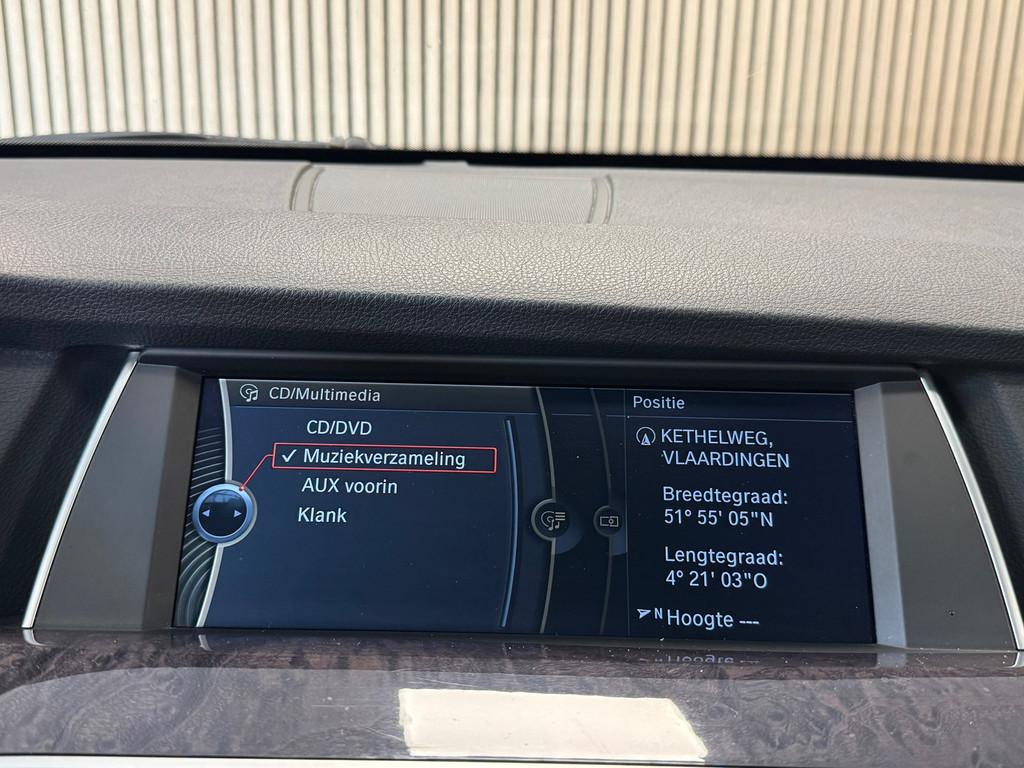 CD/Multimedia
CD/DVD
✓ Muziekverzameling
AUX voorin
Klank
Positie
KETHELWEG,
VLAARDINGEN
Breedtegraad:
51° 55' 05"N
Lengtegraad:
4° 21' 03"O
N Hoogte ---